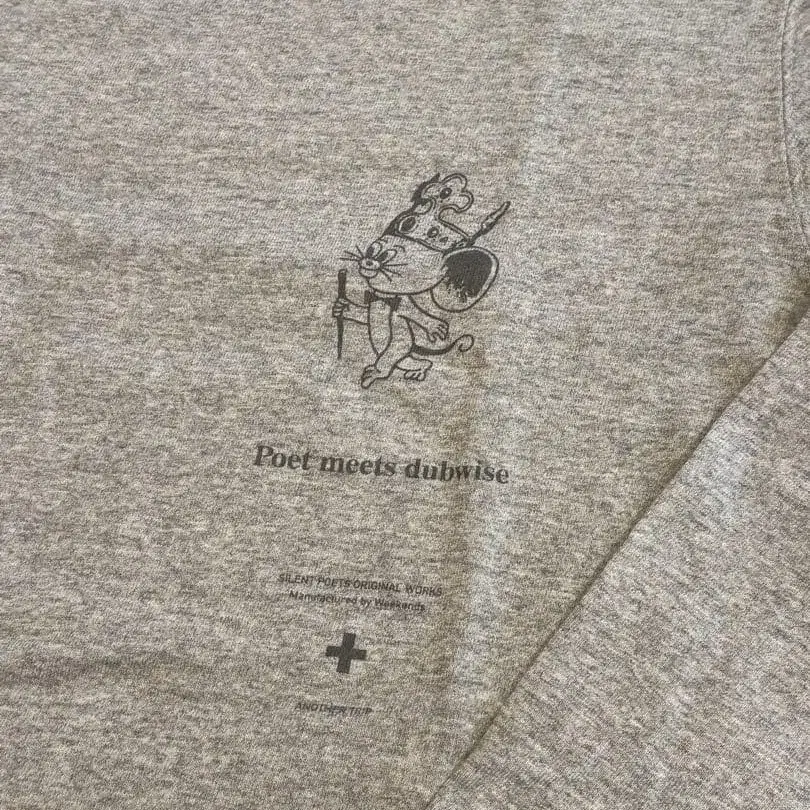 Poet meets dubwise
SILENT POETS ORIGINAL WORKS
Manufactured by Weekends
ANOTHER TRIP